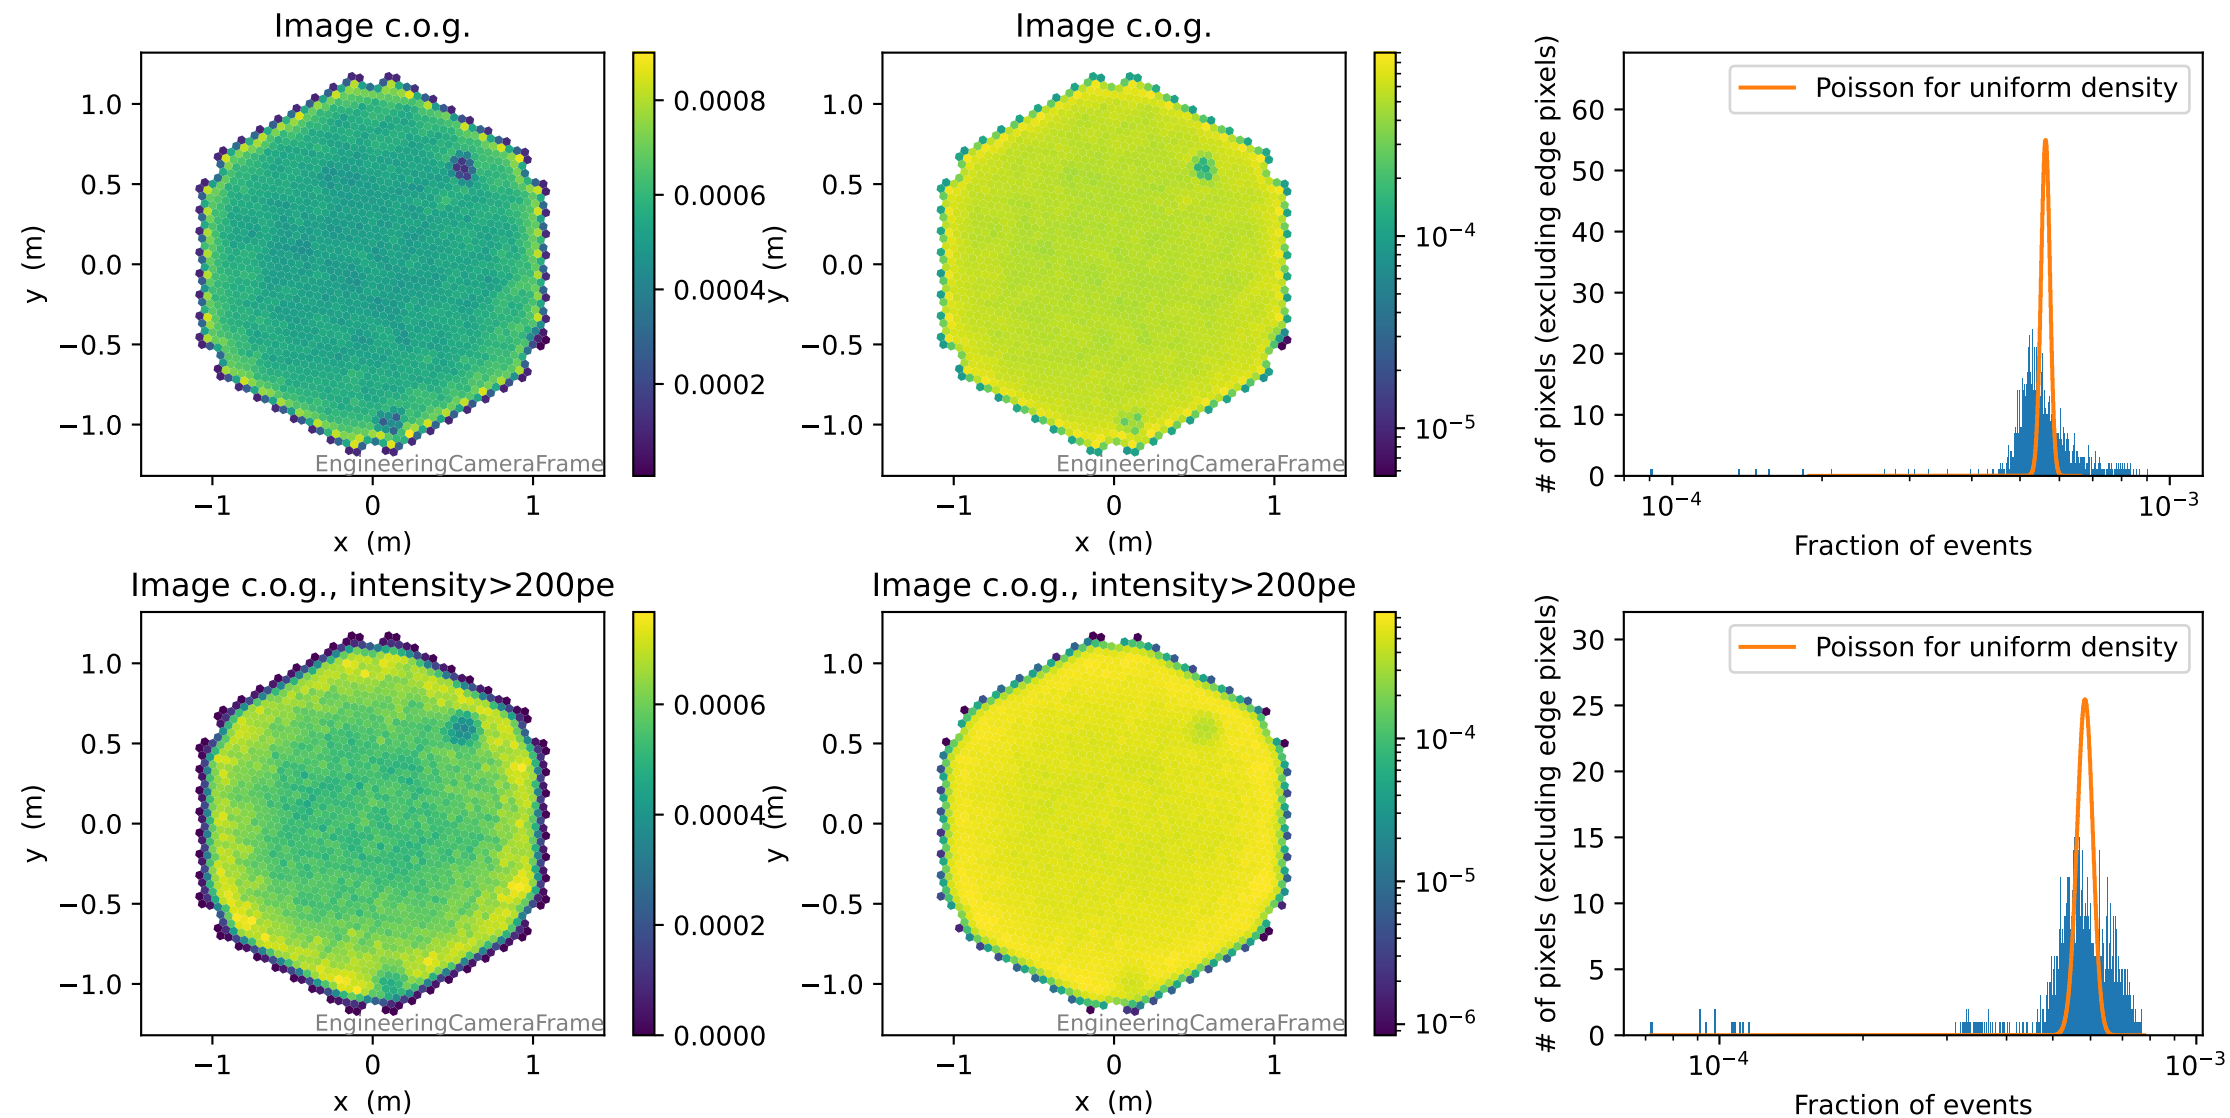 Image c.o.g.
1.0
0.5
0.0
−0.5
−1.0
y (m)
−1
0
1
x (m)
EngineeringCameraFrame
0.0008
0.0006
0.0004
0.0002
Image c.o.g.
1.0
0.5
0.0
−0.5
−1.0
y (m)
−1
0
1
x (m)
EngineeringCameraFrame
10⁻⁴
10⁻⁵
# of pixels (excluding edge pixels)
60
50
40
30
20
10
0
Poisson for uniform density
10⁻⁴
10⁻³
Fraction of events
Image c.o.g., intensity>200pe
1.0
0.5
0.0
−0.5
−1.0
y (m)
−1
0
1
x (m)
EngineeringCameraFrame
0.0006
0.0004
0.0002
0.0000
Image c.o.g., intensity>200pe
1.0
0.5
0.0
−0.5
−1.0
y (m)
−1
0
1
x (m)
EngineeringCameraFrame
10⁻⁴
10⁻⁵
10⁻⁶
# of pixels (excluding edge pixels)
30
25
20
15
10
5
0
Poisson for uniform density
10⁻⁴
10⁻³
Fraction of events